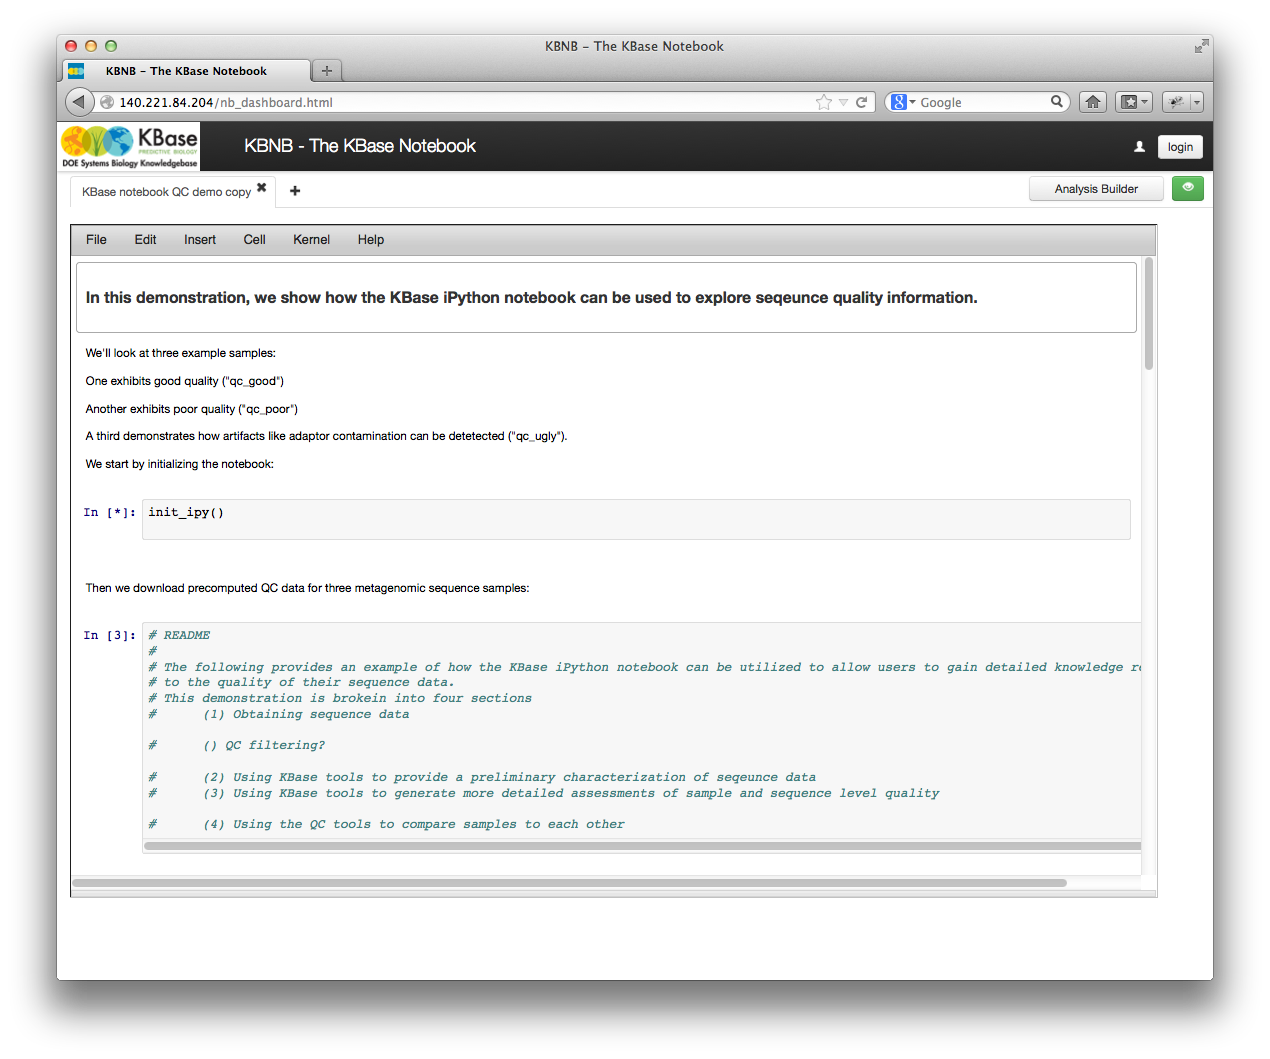 KBNB - The KBase Notebook
KBNB - The KBase Notebook
140.221.84.204/nb_dashboard.html
Google
KBase
PREDICTIVE BIOLOGY
DOE Systems Biology Knowledgebase
KBNB - The KBase Notebook
login
KBase notebook QC demo copy
Analysis Builder
File Edit Insert Cell Kernel Help
In this demonstration, we show how the KBase iPython notebook can be used to explore seqeunce quality information.
We'll look at three example samples:
One exhibits good quality ("qc_good")
Another exhibits poor quality ("qc_poor")
A third demonstrates how artifacts like adaptor contamination can be detetected ("qc_ugly").
We start by initializing the notebook:
In [*]: init_ipy()
Then we download precomputed QC data for three metagenomic sequence samples:
In [3]: # README
#
# The following provides an example of how the KBase iPython notebook can be utilized to allow users to gain detailed knowledge
# to the quality of their sequence data.
# This demonstration is brokein into four sections
# (1) Obtaining sequence data
# () QC filtering?
# (2) Using KBase tools to provide a preliminary characterization of seqeunce data
# (3) Using KBase tools to generate more detailed assessments of sample and sequence level quality
# (4) Using the QC tools to compare samples to each other